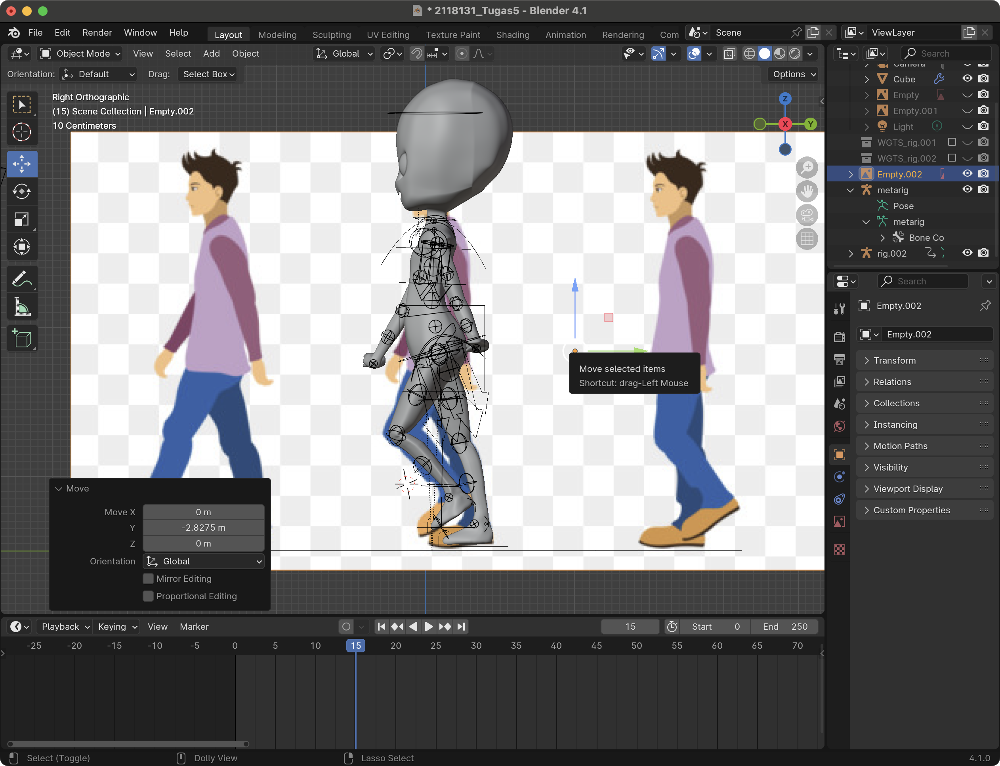 * 2118131_Tugas5 - Blender 4.1
File Edit Render Window Help Layout Modeling Sculpting UV Editing Texture Paint Shading Animation Rendering Com Scene ViewLayer
Object Mode View Select Add Object Global Search
Orientation: Default Drag: Select Box Options
Right Orthographic
(15) Scene Collection | Empty.002
10 Centimeters
Z
X
Y
Camera
Cube
Empty
Empty.001
Light
WGTS_rig.001
WGTS_rig.002
Empty.002
metarig
Pose
metarig
Bone Co
rig.002
Search
Empty.002
Empty.002
Transform
Relations
Collections
Instancing
Motion Paths
Visibility
Viewport Display
Custom Properties
Move selected items
Shortcut: drag-Left Mouse
Move
Move X 0 m
Y -2.8275 m
Z 0 m
Orientation Global
Mirror Editing
Proportional Editing
Playback Keying View Marker 15 Start 0 End 250
-25 -20 -15 -10 -5 0 5 10 15 20 25 30 35 40 45 50 55 60 65 70
Select (Toggle) Dolly View Lasso Select 4.1.0